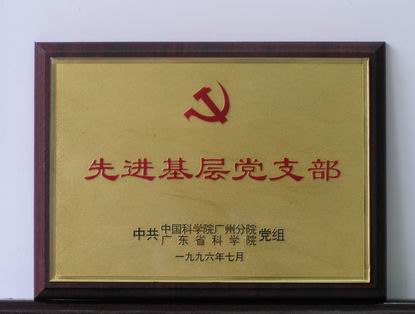 先进基层党支部
中共中国科学院广州分院党组
广东省科学院
一九九六年七月